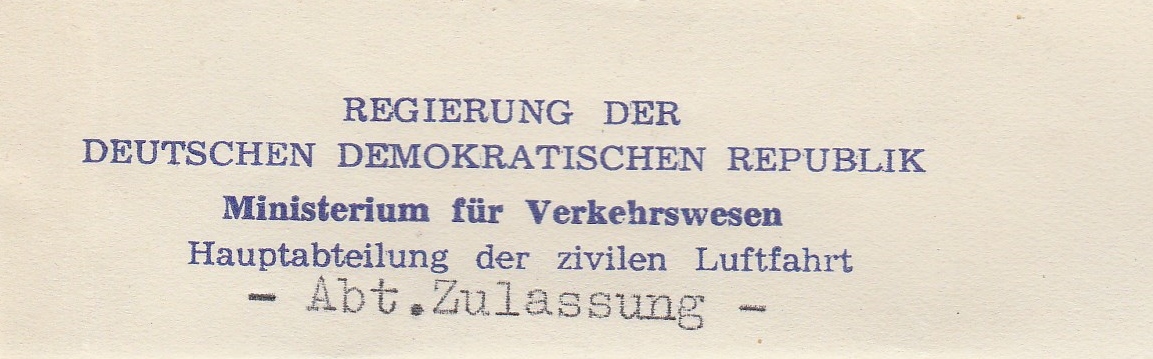 REGIERUNG DER
DEUTSCHEN DEMOKRATISCHEN REPUBLIK
Ministerium für Verkehrswesen
Hauptabteilung der zivilen Luftfahrt
- Abt.Zulassung -